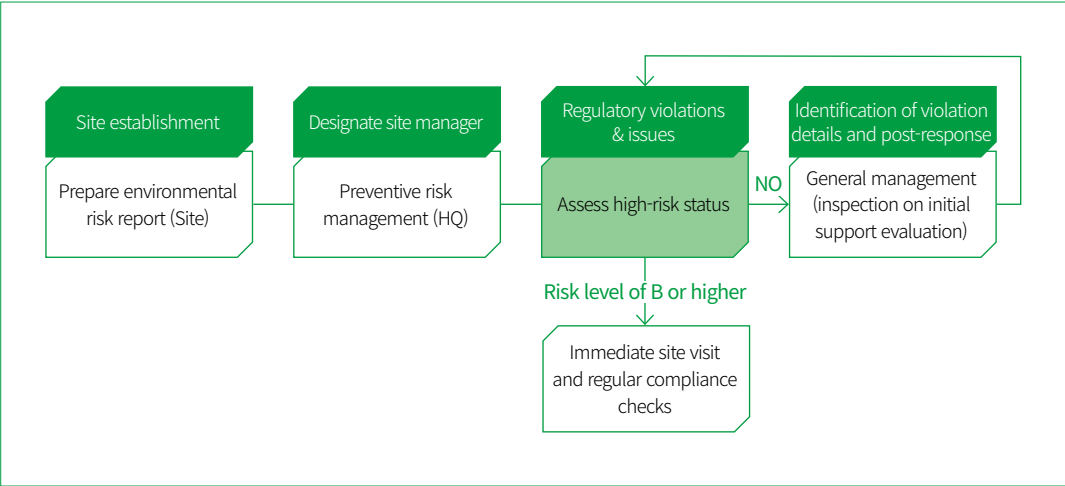 Site establishment
Prepare environmental
risk report (Site)
Designate site manager
Preventive risk
management (HQ)
Regulatory violations
& issues
Assess high-risk status
NO
Identification of violation
details and post-response
General management
(inspection on initial
support evaluation)
Risk level of B or higher
Immediate site visit
and regular compliance
checks